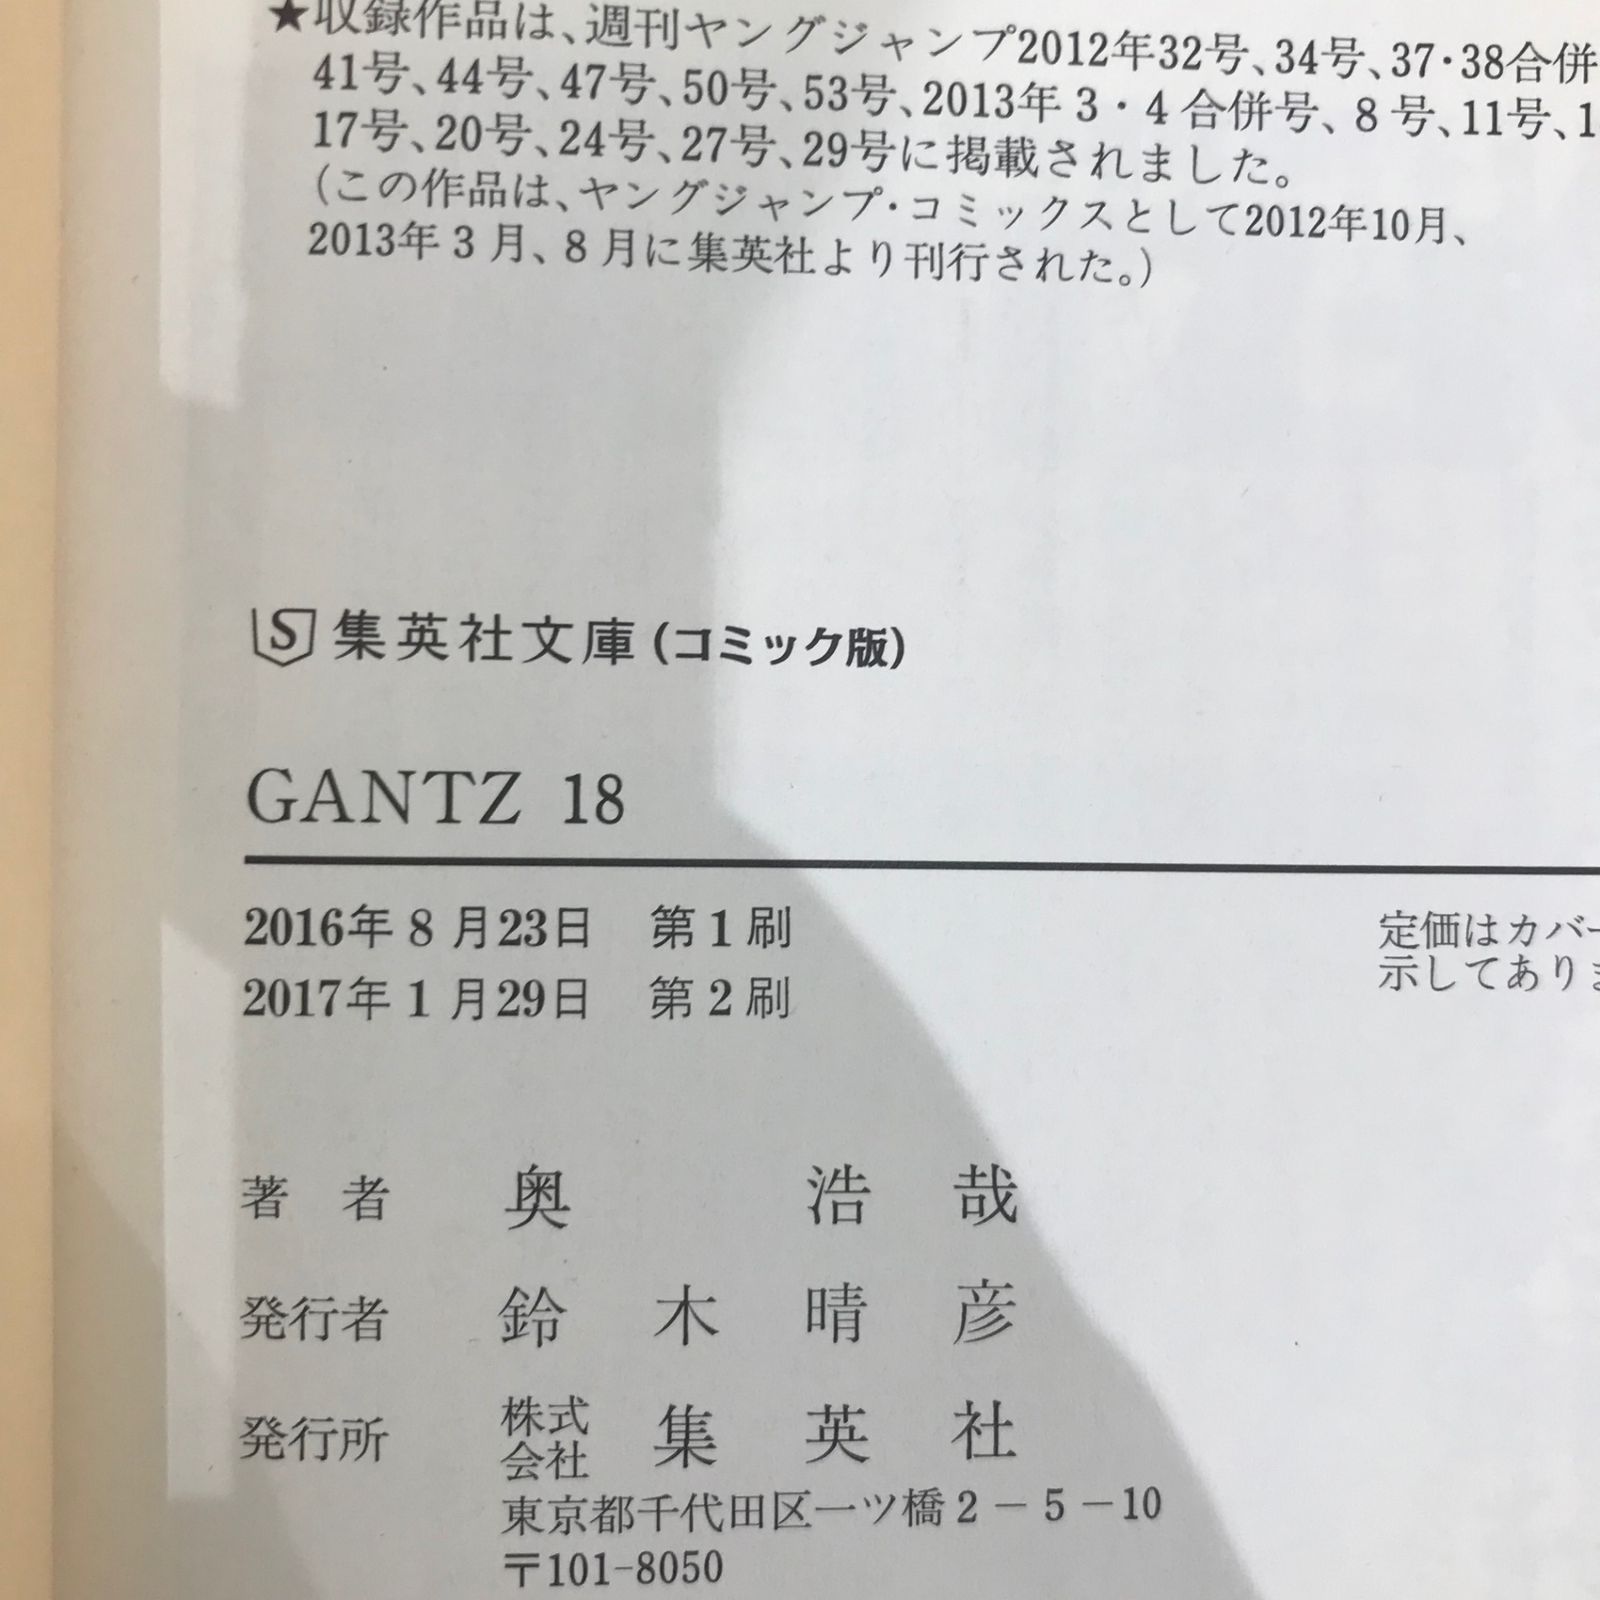 ★収録作品は、週刊ヤングジャンプ2012年32号、34号、37・38合併
41号、44号、47号、50号、53号、2013年3・4合併号、8号、11号、
17号、20号、24号、27号、29号に掲載されました。
(この作品は、ヤングジャンプ・コミックスとして2012年10月、
2013年3月、8月に集英社より刊行された。)
S 集英社文庫(コミック版)
GANTZ 18
2016年8月23日 第1刷
2017年1月29日 第2刷
定価はカバー
示してありま
著者 奥 浩哉
発行者 鈴木晴彦
発行所 株式会社 集英社
東京都千代田区一ツ橋2-5-10
〒101-8050